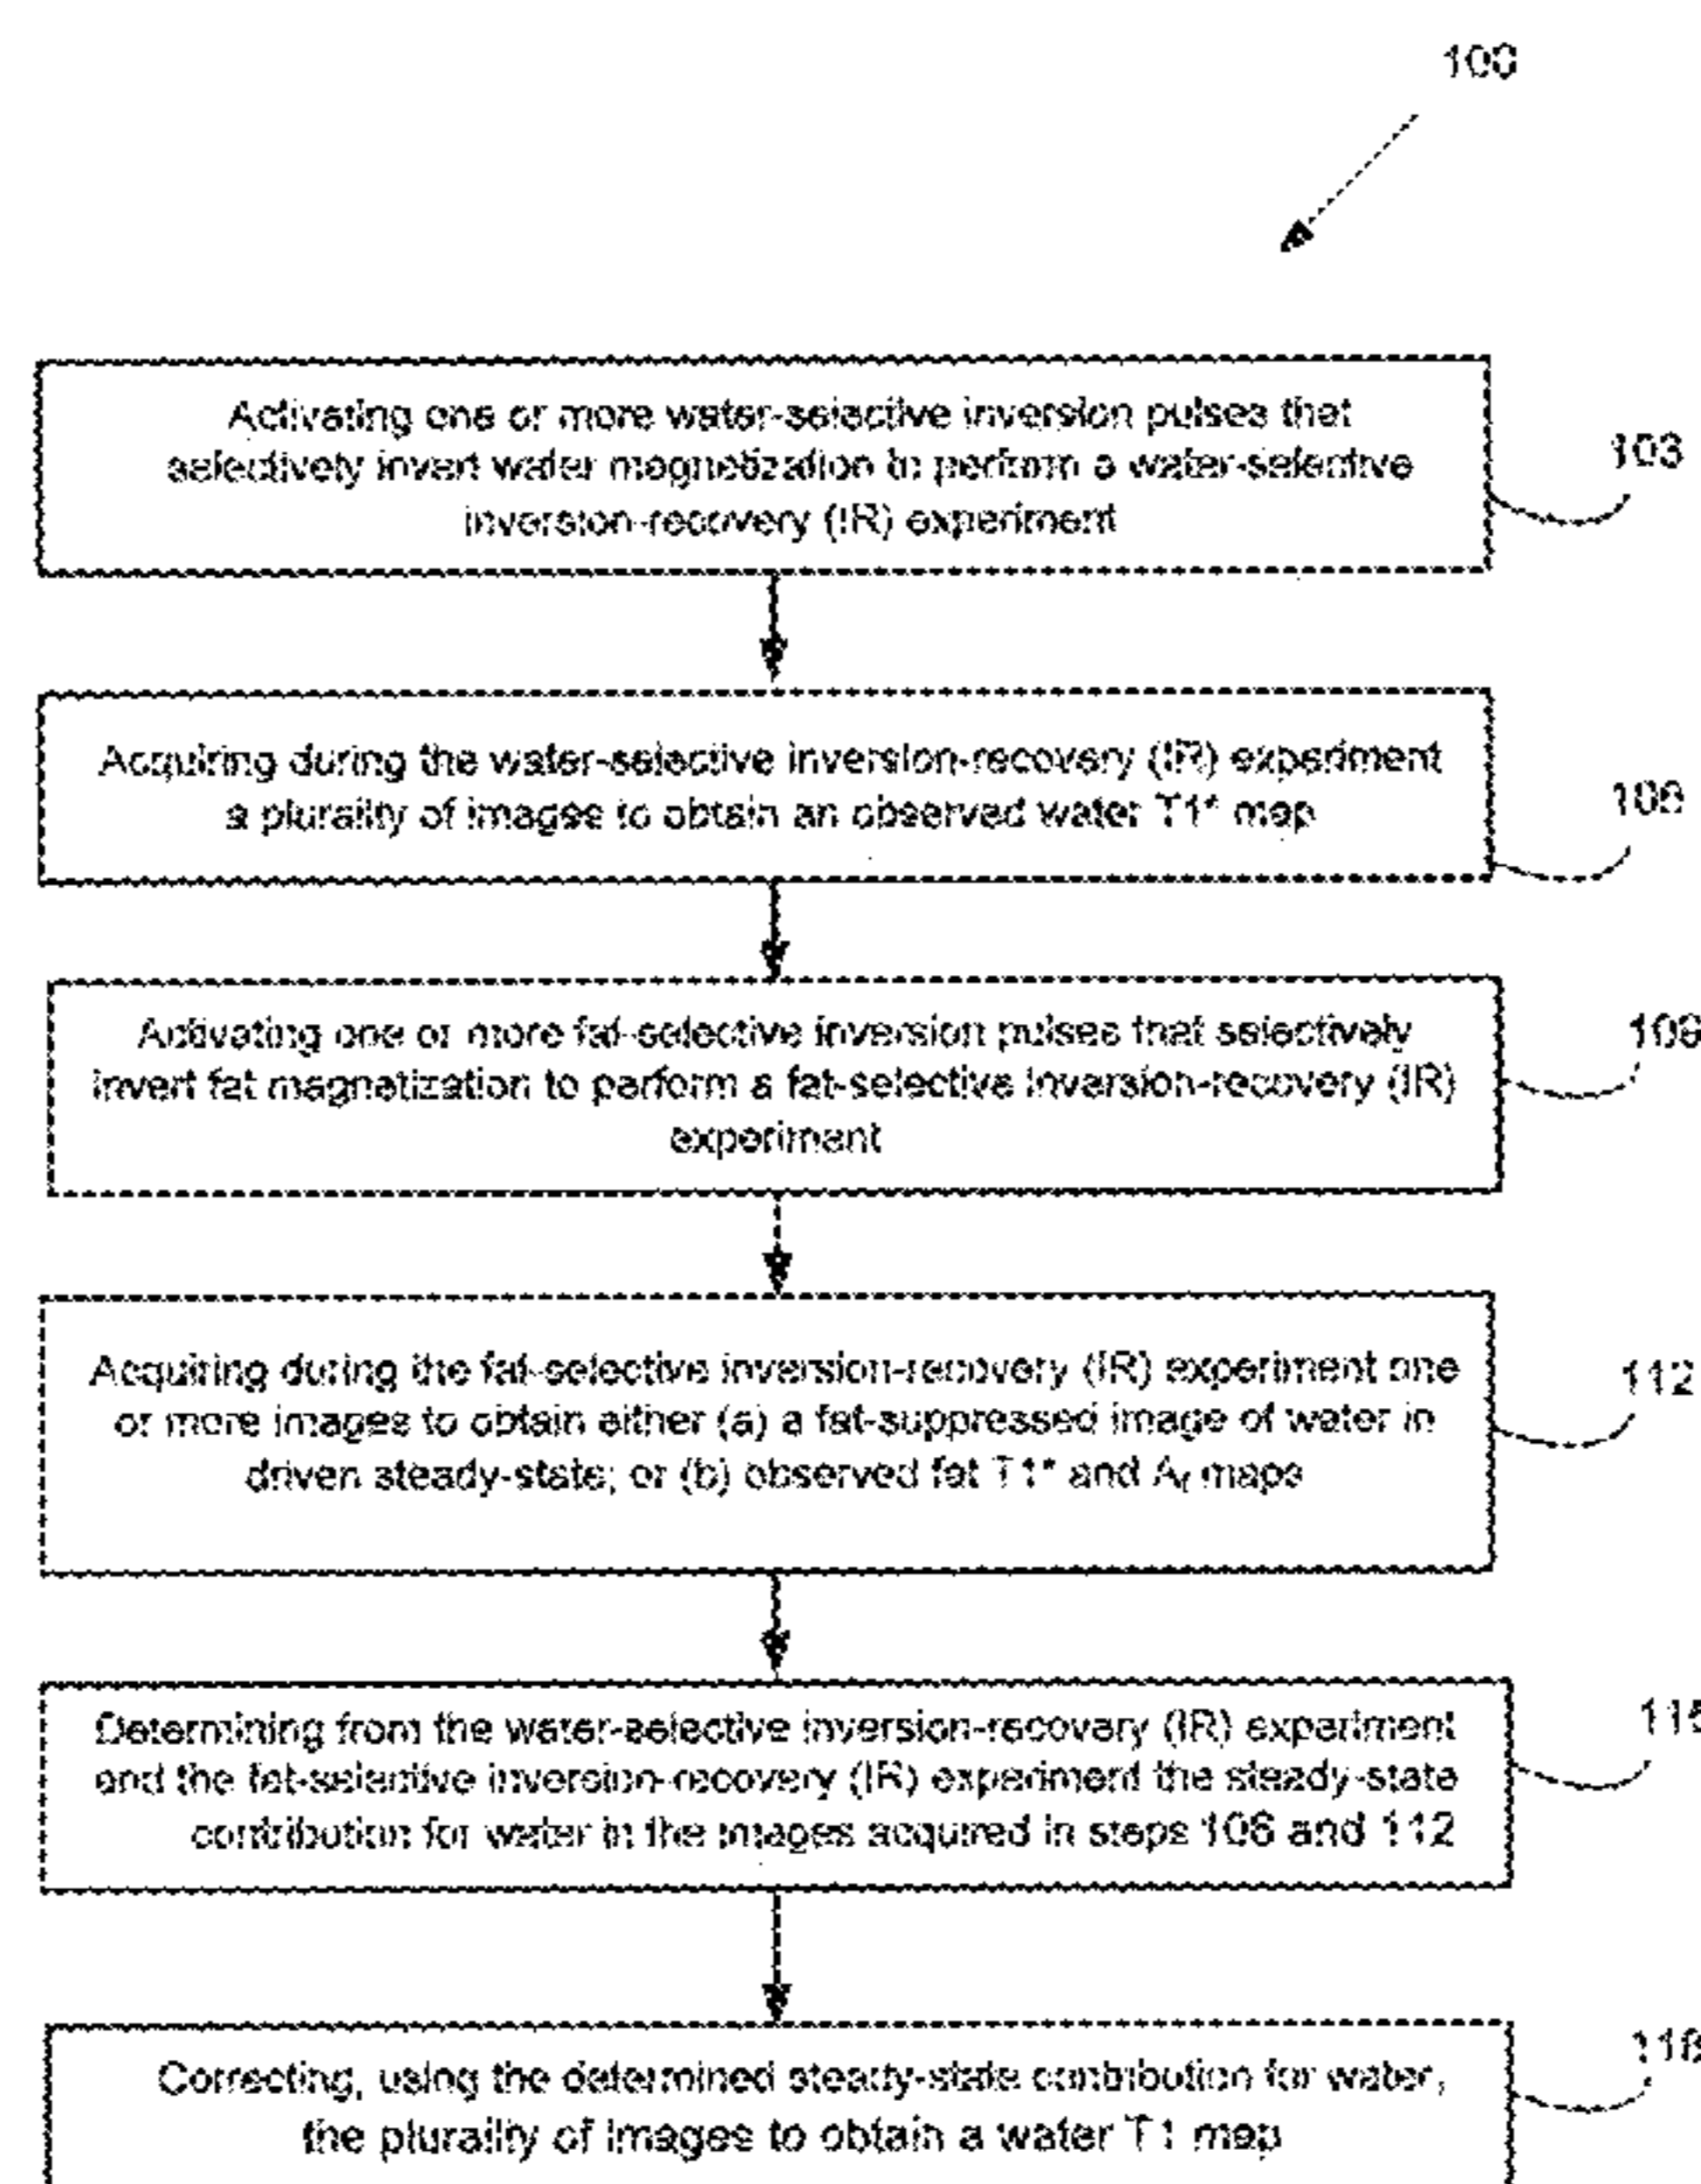 100
Activating one or more water-selective inversion pulses that
selectively invert water magnetization to perform a water-selective
inversion-recovery (IR) experiment
103
Acquiring during the water-selective inversion-recovery (IR) experiment
a plurality of images to obtain an observed water T1* map
106
Activating one or more fat-selective inversion pulses that selectively
invert fat magnetization to perform a fat-selective inversion-recovery (IR)
experiment
109
Acquiring during the fat-selective inversion-recovery (IR) experiment one
or more images to obtain either (a) a fat-suppressed image of water in
driven steady-state; or (b) observed fat T1* and Af maps
112
Determining from the water-selective inversion-recovery (IR) experiment
and the fat-selective inversion-recovery (IR) experiment the steady-state
contribution for water in the images acquired in steps 106 and 112
115
Correcting, using the determined steady-state contribution for water,
the plurality of images to obtain a water T1 map
118